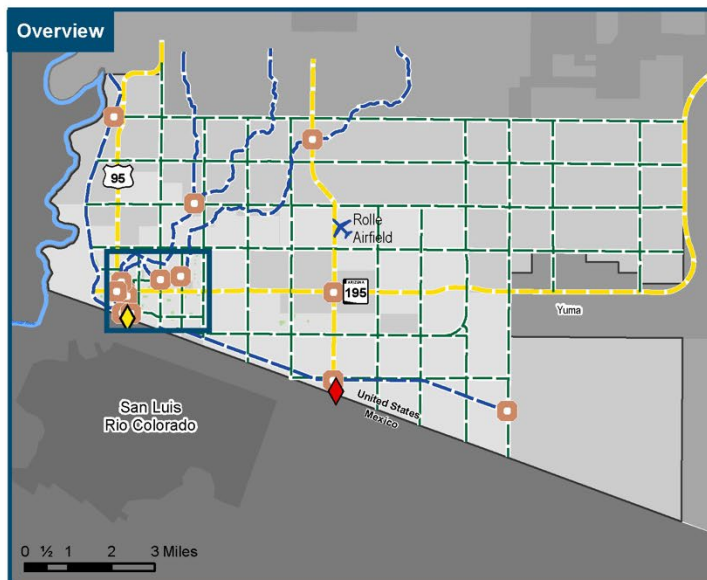 Overview
95
Rolle
Airfield
ARIZONA
195
Yuma
San Luis
Rio Colorado
United States
Mexico
0 ½ 1 2 3 Miles